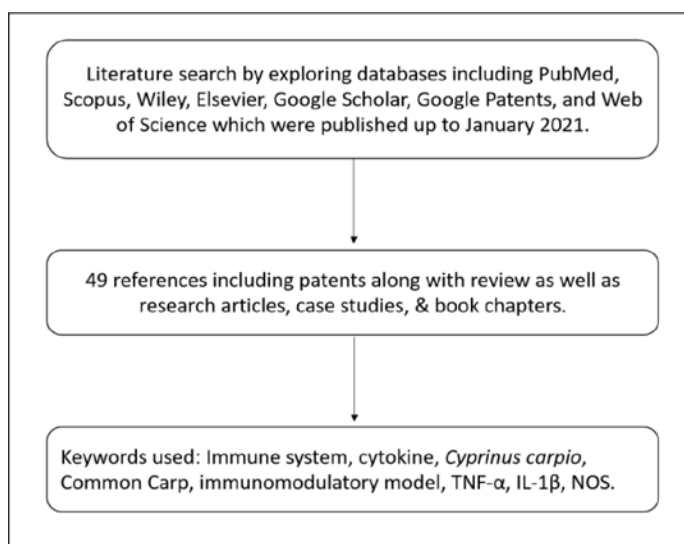 Literature search by exploring databases including PubMed,
Scopus, Wiley, Elsevier, Google Scholar, Google Patents, and Web
of Science which were published up to January 2021.
49 references including patents along with review as well as
research articles, case studies, & book chapters.
Keywords used: Immune system, cytokine, Cyprinus carpio,
Common Carp, immunomodulatory model, TNF-α, IL-1β, NOS.